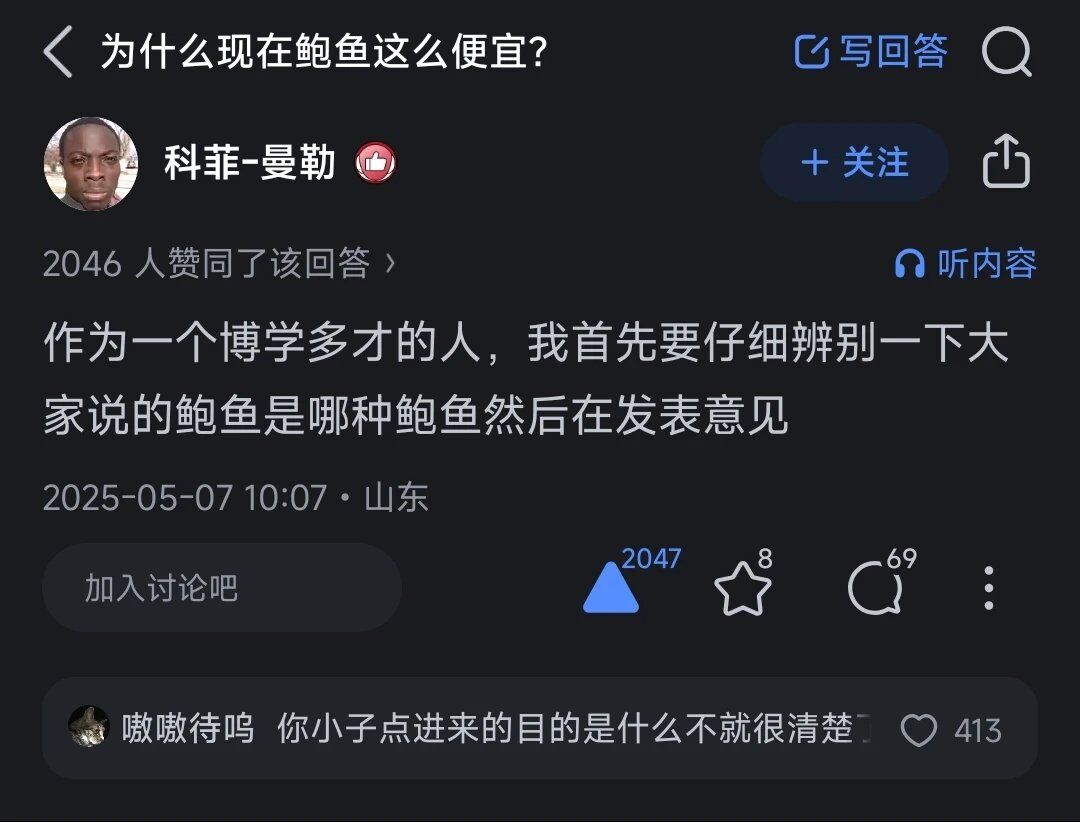 为什么现在鲍鱼这么便宜?
写回答
科菲-曼勒
+ 关注
2046 人赞同了该回答 ›
听内容
作为一个博学多才的人，我首先要仔细辨别一下大
家说的鲍鱼是哪种鲍鱼然后在发表意见
2025-05-07 10:07 · 山东
加入讨论吧
2047
8
69
嗷嗷待呜 你小子点进来的目的是什么不就很清楚了
413